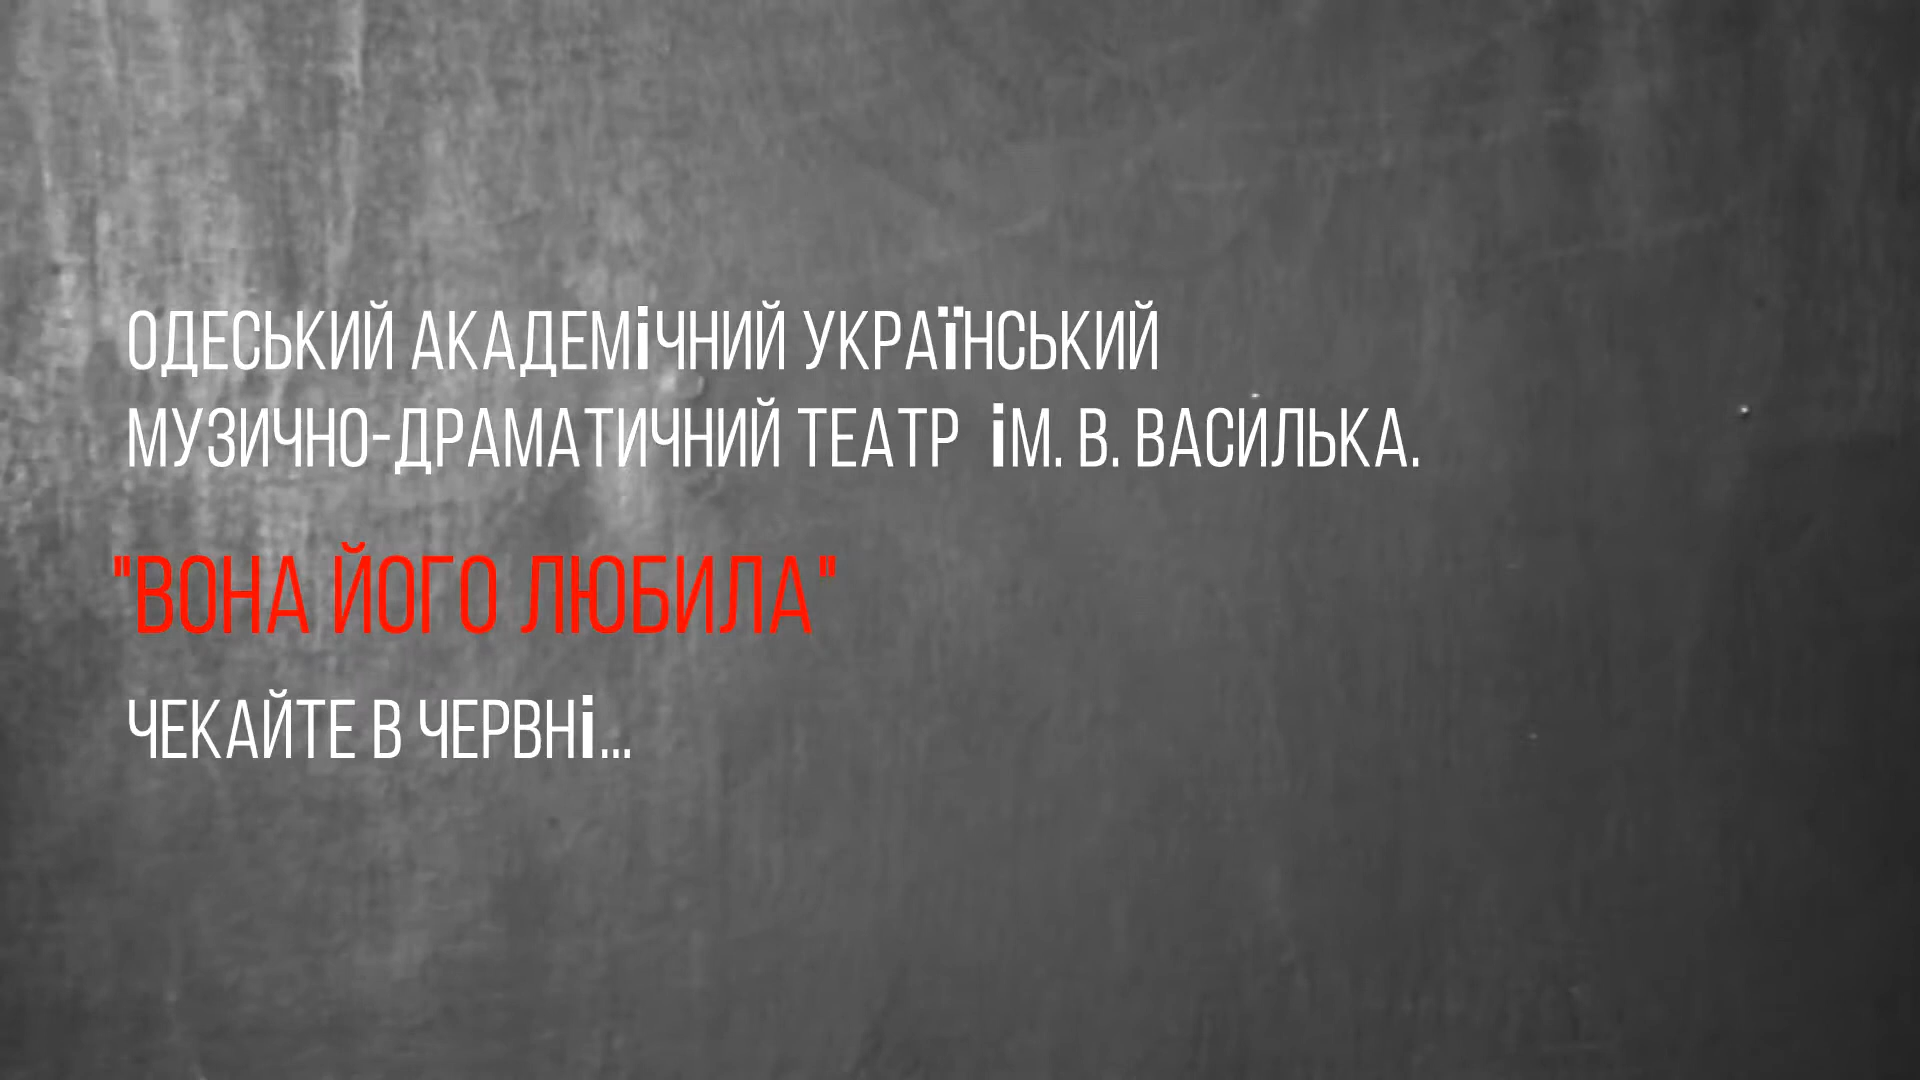 ОДЕСЬКИЙ АКАДЕМіЧНИЙ УКРАїНСЬКИЙ
МУЗИЧНО-ДРАМАТИЧНИЙ ТЕАТР іМ. В. ВАСИЛЬКА.
"ВОНА ЙОГО ЛЮБИЛА"
ЧЕКАЙТЕ В ЧЕРВНі...